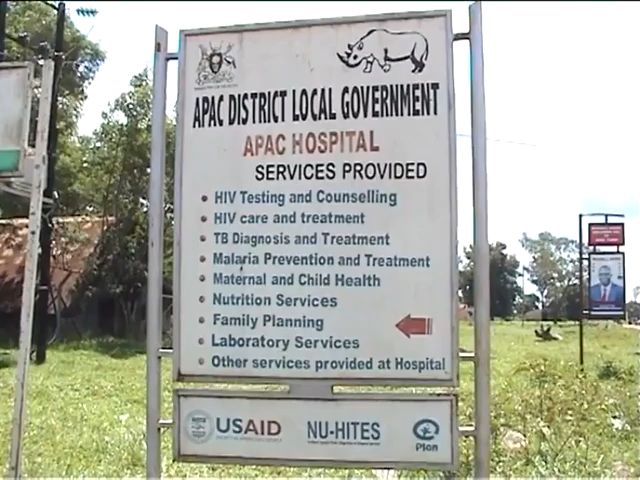 APAC DISTRICT LOCAL GOVERNMENT
APAC HOSPITAL
SERVICES PROVIDED
• HIV Testing and Counselling
• HIV care and treatment
• TB Diagnosis and Treatment
• Malaria Prevention and Treatment
• Maternal and Child Health
• Nutrition Services
• Family Planning
• Laboratory Services
• Other services provided at Hospital
USAID
NU-HITES
Plan